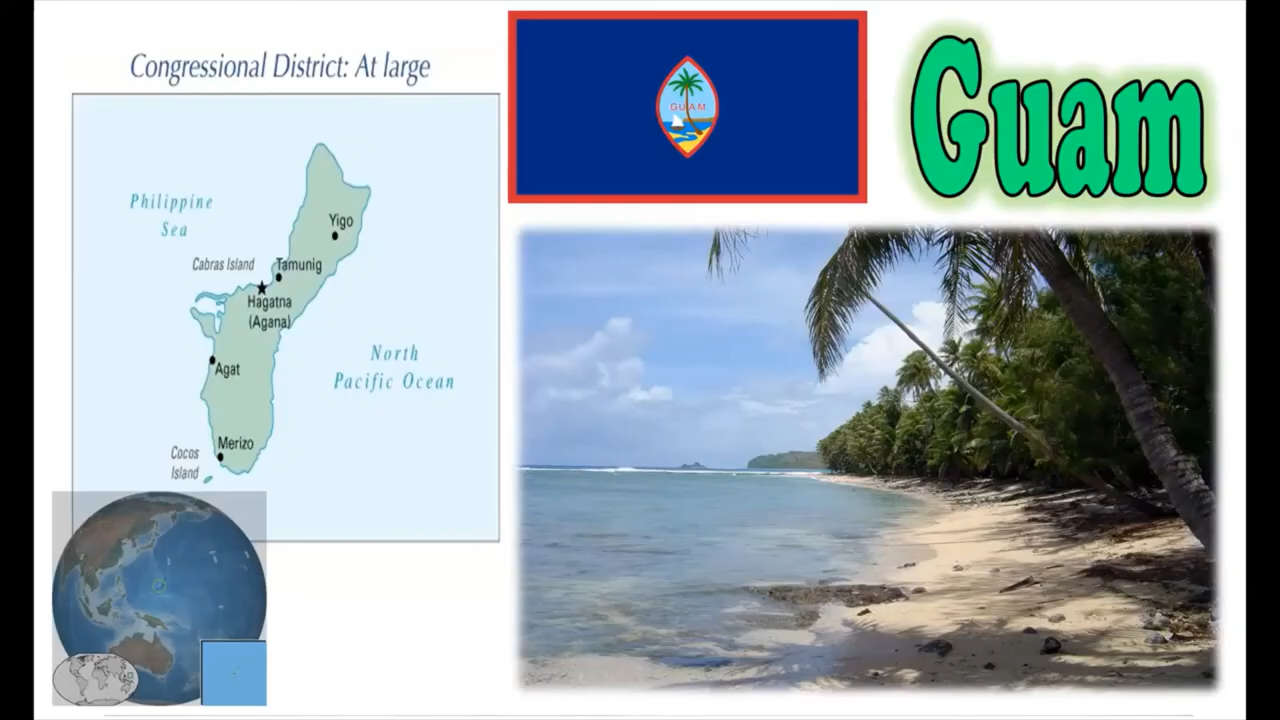 Congressional District: At large
Philippine
Sea
Yigo
Cabras Island
Tamunig
Hagatna
(Agana)
North
Pacific Ocean
Agat
Merizo
Cocos
Island
GUAM
Guam